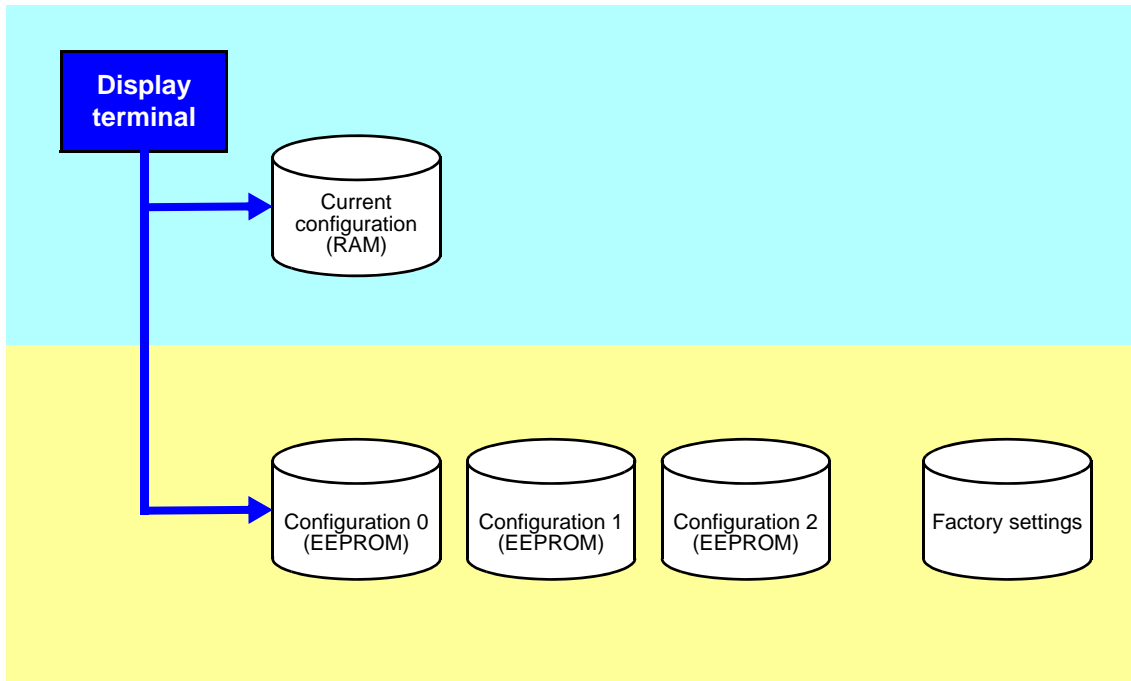 Display
terminal
Current
configuration
(RAM)
Configuration 0
(EEPROM)
Configuration 1
(EEPROM)
Configuration 2
(EEPROM)
Factory settings